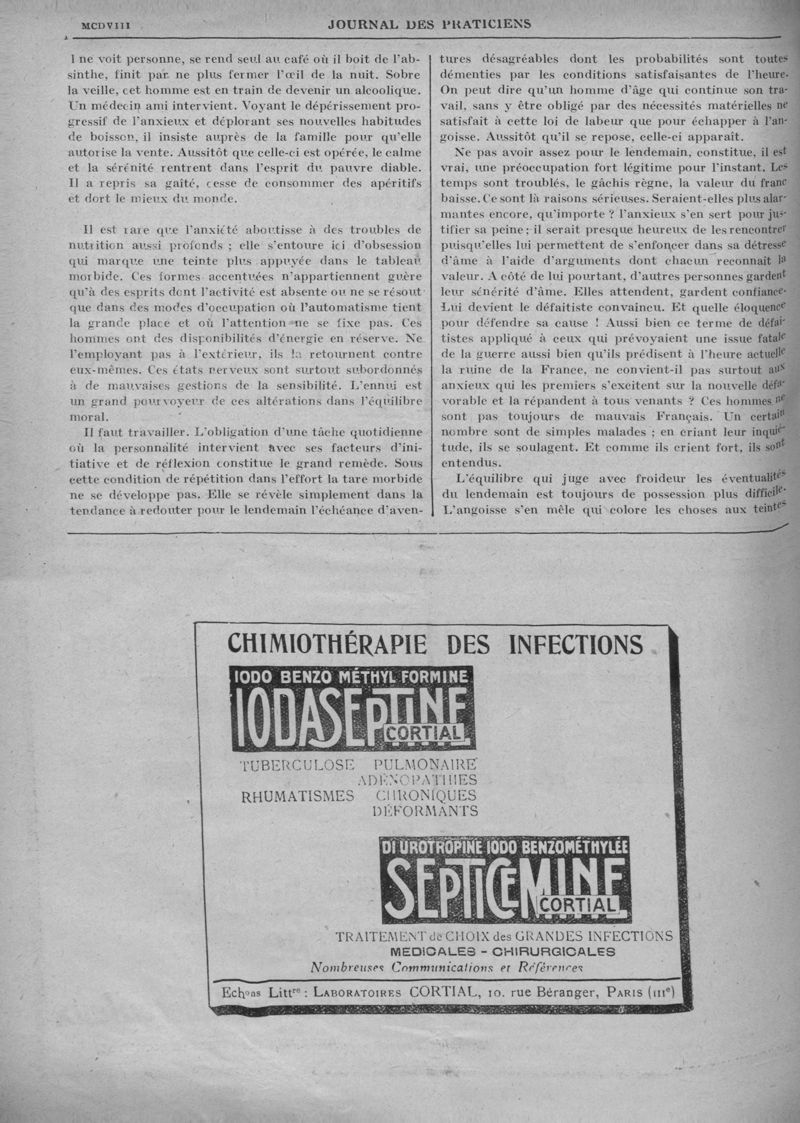 MCDVIII
JOURNAL DES PRATICIENS
l ne voit personne, se rend seul au café où il boit de l'ab-
sinthe, finit par ne plus fermer l'œil de la nuit. Sobre
la veille, cet homme est en train de devenir un alcoolique.
Un médecin ami intervient. Voyant le dépérissement pro-
gressif de l'anxieux et déplorant ses nouvelles habitudes
de boisson, il insiste auprès de la famille pour qu'elle
autorise la vente. Aussitôt que celle-ci est opérée, le calme
et la sérénité rentrent dans l'esprit du pauvre diable.
Il a repris sa gaîté, cesse de consommer des apéritifs
et dort le mieux du monde.
Il est rare que l'anxiété aboutisse à des troubles de
nutrition aussi profonds ; elle s'entoure ici d'obsession
qui marque une teinte plus appuyée dans le tableau
morbide. Ces formes accentuées n'appartiennent guère
qu'à des esprits dont l'activité est absente ou ne se résout
que dans des modes d'occupation où l'automatisme tient
la grande place et où l'attention ne se fixe pas. Ces
hommes ont des disponibilités d'énergie en réserve. Ne
l'employant pas à l'extérieur, ils la retournent contre
eux-mêmes. Ces états nerveux sont surtout subordonnés
à de mauvaises gestions de la sensibilité. L'ennui est
un grand pourvoyeur de ces altérations dans l'équilibre
moral.
Il faut travailler. L'obligation d'une tâche quotidienne
où la personnalité intervient avec ses facteurs d'ini-
tiative et de réflexion constitue le grand remède. Sous
cette condition de répétition dans l'effort la tare morbide
ne se développe pas. Elle se révèle simplement dans la
tendance à redouter pour le lendemain l'échéance d'aven-
tures désagréables dont les probabilités sont toutes
démenties par les conditions satisfaisantes de l'heure.
On peut dire qu'un homme d'âge qui continue son tra-
vail, sans y être obligé par des nécessités matérielles ne
satisfait à cette loi de labeur que pour échapper à l'an-
goisse. Aussitôt qu'il se repose, celle-ci apparaît.
Ne pas avoir assez pour le lendemain, constitue, il est
vrai, une préoccupation fort légitime pour l'instant. Les
temps sont troublés, le gâchis règne, la valeur du franc
baisse. Ce sont là raisons sérieuses. Seraient-elles plus alar-
mantes encore, qu'importe ? l'anxieux s'en sert pour jus-
tifier sa peine ; il serait presque heureux de les rencontrer
puisqu'elles lui permettent de s'enfoncer dans sa détresse
d'âme à l'aide d'arguments dont chacun reconnaît la
valeur. A côté de lui pourtant, d'autres personnes gardent
leur sénérité d'âme. Elles attendent, gardent confiance.
Lui devient le défaitiste convaincu. Et quelle éloquence
pour défendre sa cause ! Aussi bien ce terme de défai-
tistes appliqué à ceux qui prévoyaient une issue fatale
de la guerre aussi bien qu'ils prédisent à l'heure actuelle
la ruine de la France, ne convient-il pas surtout aux
anxieux qui les premiers s'excitent sur la nouvelle défa-
vorable et la répandent à tous venants ? Ces hommes ne
sont pas toujours de mauvais Français. Un certain
nombre sont de simples malades ; en criant leur inquié-
tude, ils se soulagent. Et comme ils crient fort, ils sont
entendus.
L'équilibre qui juge avec froideur les éventualités
du lendemain est toujours de possession plus difficile.
L'angoisse s'en mêle qui colore les choses aux teintes
CHIMIOTHÉRAPIE DES INFECTIONS
IODO BENZO MÉTHYL FORMINE
IODASEPTINE
CORTIAL
TUBERCULOSE PULMONAIRE
ADÉNOPATHIES
RHUMATISMES CHRONIQUES
DÉFORMANTS
DI UROTROPINE IODO BENZOMÉTHYLÉE
SEPTICEMINE
CORTIAL
TRAITEMENT de CHOIX des GRANDES INFECTIONS
MEDICALES - CHIRURGICALES
Nombreuses Communications et Références
Echons Littre : LABORATOIRES CORTIAL, 10. rue Béranger, PARIS (IIIe)